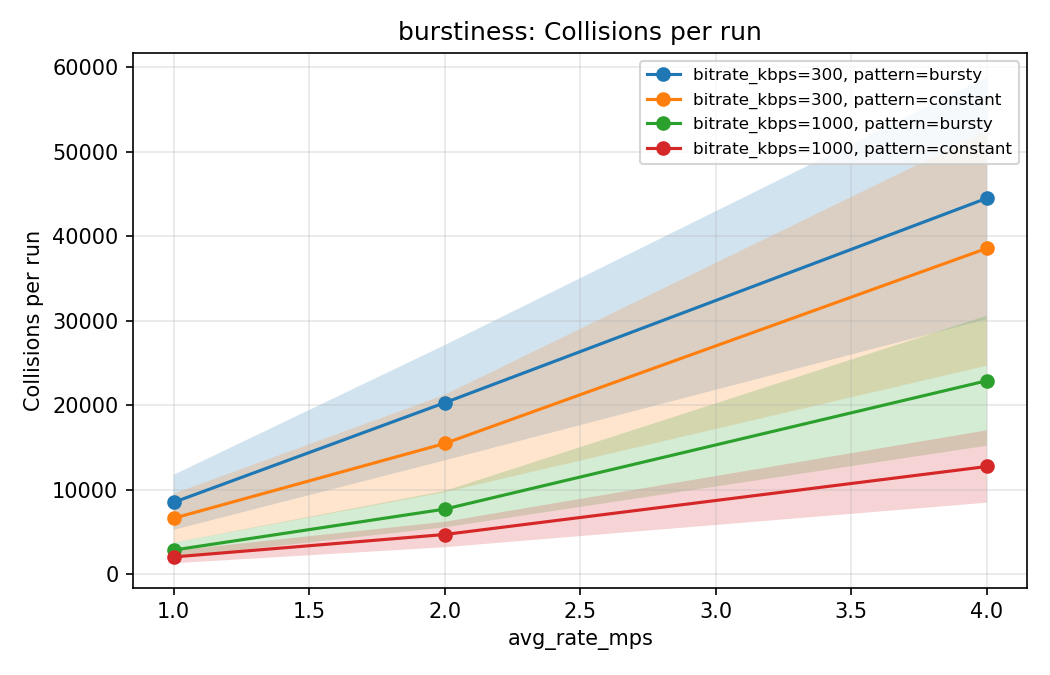 burstiness: Collisions per run
Collisions per run
60000
50000
40000
30000
20000
10000
0
bitrate_kbps=300, pattern=bursty
bitrate_kbps=300, pattern=constant
bitrate_kbps=1000, pattern=bursty
bitrate_kbps=1000, pattern=constant
1.0 1.5 2.0 2.5 3.0 3.5 4.0
avg_rate_mps